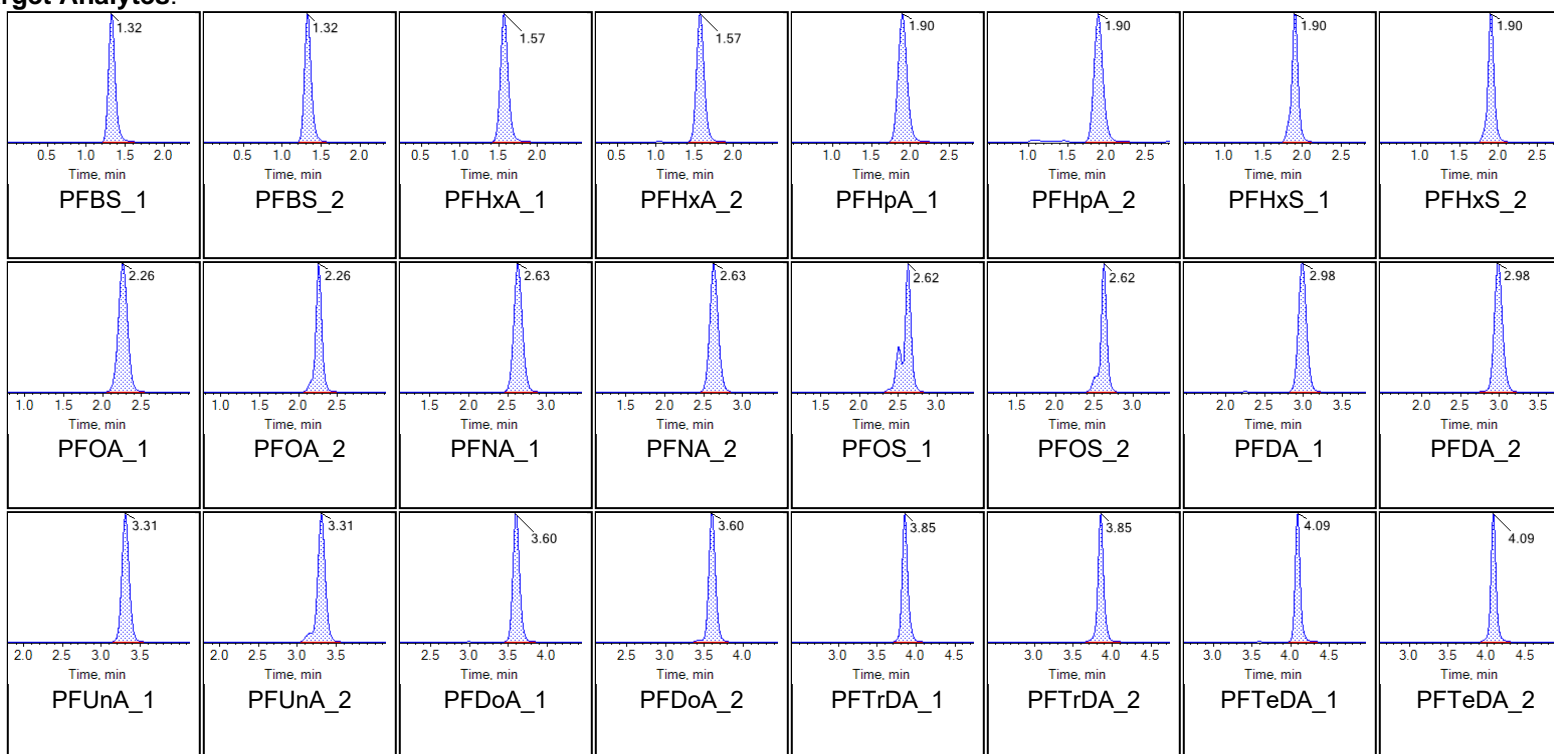 rget Analytes:
1.32 1.32 1.57 1.57 1.90 1.90 1.90 1.90
0.5 1.0 1.5 2.0 0.5 1.0 1.5 2.0 0.5 1.0 1.5 2.0 0.5 1.0 1.5 2.0 1.0 1.5 2.0 2.5 1.0 1.5 2.0 2.5 1.0 1.5 2.0 2.5 1.0 1.5 2.0 2.5
Time, min Time, min Time, min Time, min Time, min Time, min Time, min Time, min
PFBS_1 PFBS_2 PFHxA_1 PFHxA_2 PFHpA_1 PFHpA_2 PFHxS_1 PFHxS_2
2.26 2.26 2.63 2.63 2.62 2.62 2.98 2.98
1.0 1.5 2.0 2.5 1.0 1.5 2.0 2.5 1.5 2.0 2.5 3.0 1.5 2.0 2.5 3.0 1.5 2.0 2.5 3.0 1.5 2.0 2.5 3.0 2.0 2.5 3.0 3.5 2.0 2.5 3.0 3.5
Time, min Time, min Time, min Time, min Time, min Time, min Time, min Time, min
PFOA_1 PFOA_2 PFNA_1 PFNA_2 PFOS_1 PFOS_2 PFDA_1 PFDA_2
3.31 3.31 3.60 3.60 3.85 3.85 4.09 4.09
2.0 2.5 3.0 3.5 2.0 2.5 3.0 3.5 2.5 3.0 3.5 4.0 2.5 3.0 3.5 4.0 3.0 3.5 4.0 4.5 3.0 3.5 4.0 4.5 3.0 3.5 4.0 4.5 3.0 3.5 4.0 4.5
Time, min Time, min Time, min Time, min Time, min Time, min Time, min Time, min
PFUnA_1 PFUnA_2 PFDoA_1 PFDoA_2 PFTrDA_1 PFTrDA_2 PFTeDA_1 PFTeDA_2